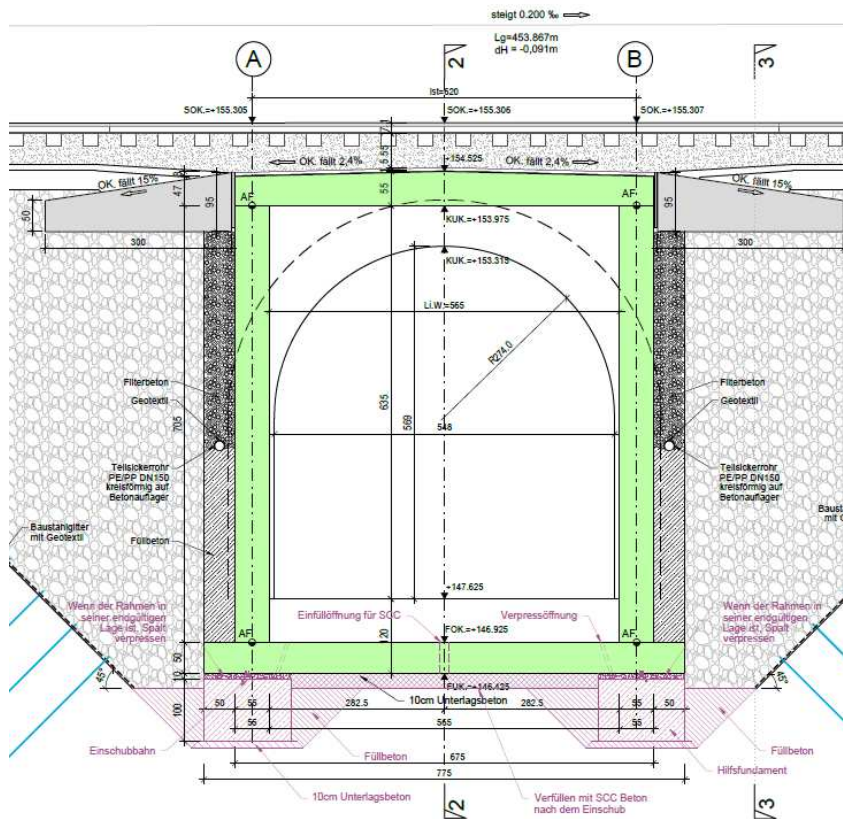 steigt 0.200 ‰
Lg=453.867m
dH = -0,091m
A
2
B
3
lst=620
SOK.=+155.305
SOK.=+155.306
SOK.=+155.307
55
OK. fällt 2,4%
+154.525
OK. fällt 2,4%
OK. fällt 15%
OK. fällt 15%
47
55
50
95
95
AF
AF
KUK.=+153.975
300
300
KUK.=+153.315
Li.W.=565
R274.0
Filterbeton
Filterbeton
Geotextil
Geotextil
705
635
569
548
Teilsickerrohr
PE/PP DN150
kreisförmig auf
Betonauflager
Teilsickerrohr
PE/PP DN150
kreisförmig auf
Betonauflager
Baustahlgitter
mit Geotextil
Füllbeton
+147.625
Wenn der Rahmen in
seiner endgültigen
Lage ist, Spalt
verpressen
Einfüllöffnung für SCC
Verpressöffnung
Wenn der Rahmen in
seiner endgültigen
Lage ist, Spalt
verpressen
AF
120
FOK.=+146.925
AF
50
10
100
45°
FUK.=+146.425
45°
10cm Unterlagsbeton
50
55
282.5
282.5
55
50
55
565
55
Einschubbahn
Füllbeton
Füllbeton
675
Hilfsfundament
775
10cm Unterlagsbeton
Verfüllen mit SCC Beton
nach dem Einschub
2
3